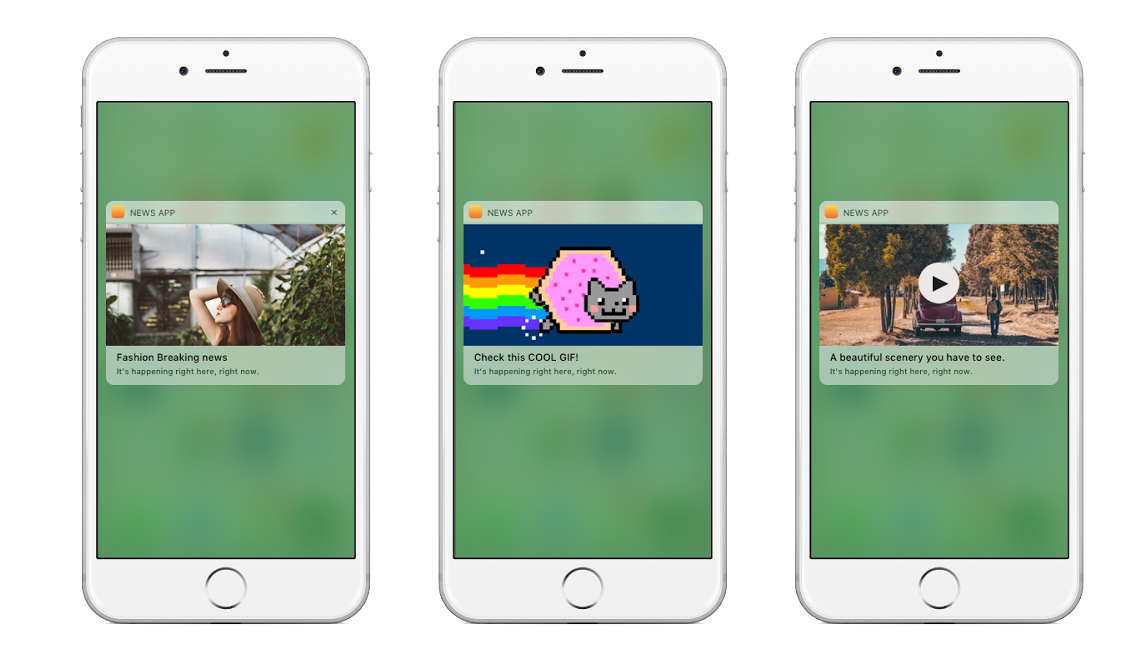 NEWS APP ×
Fashion Breaking news
It's happening right here, right now.
NEWS APP
Check this COOL GIF!
It's happening right here, right now.
NEWS APP
A beautiful scenery you have to see.
It's happening right here, right now.